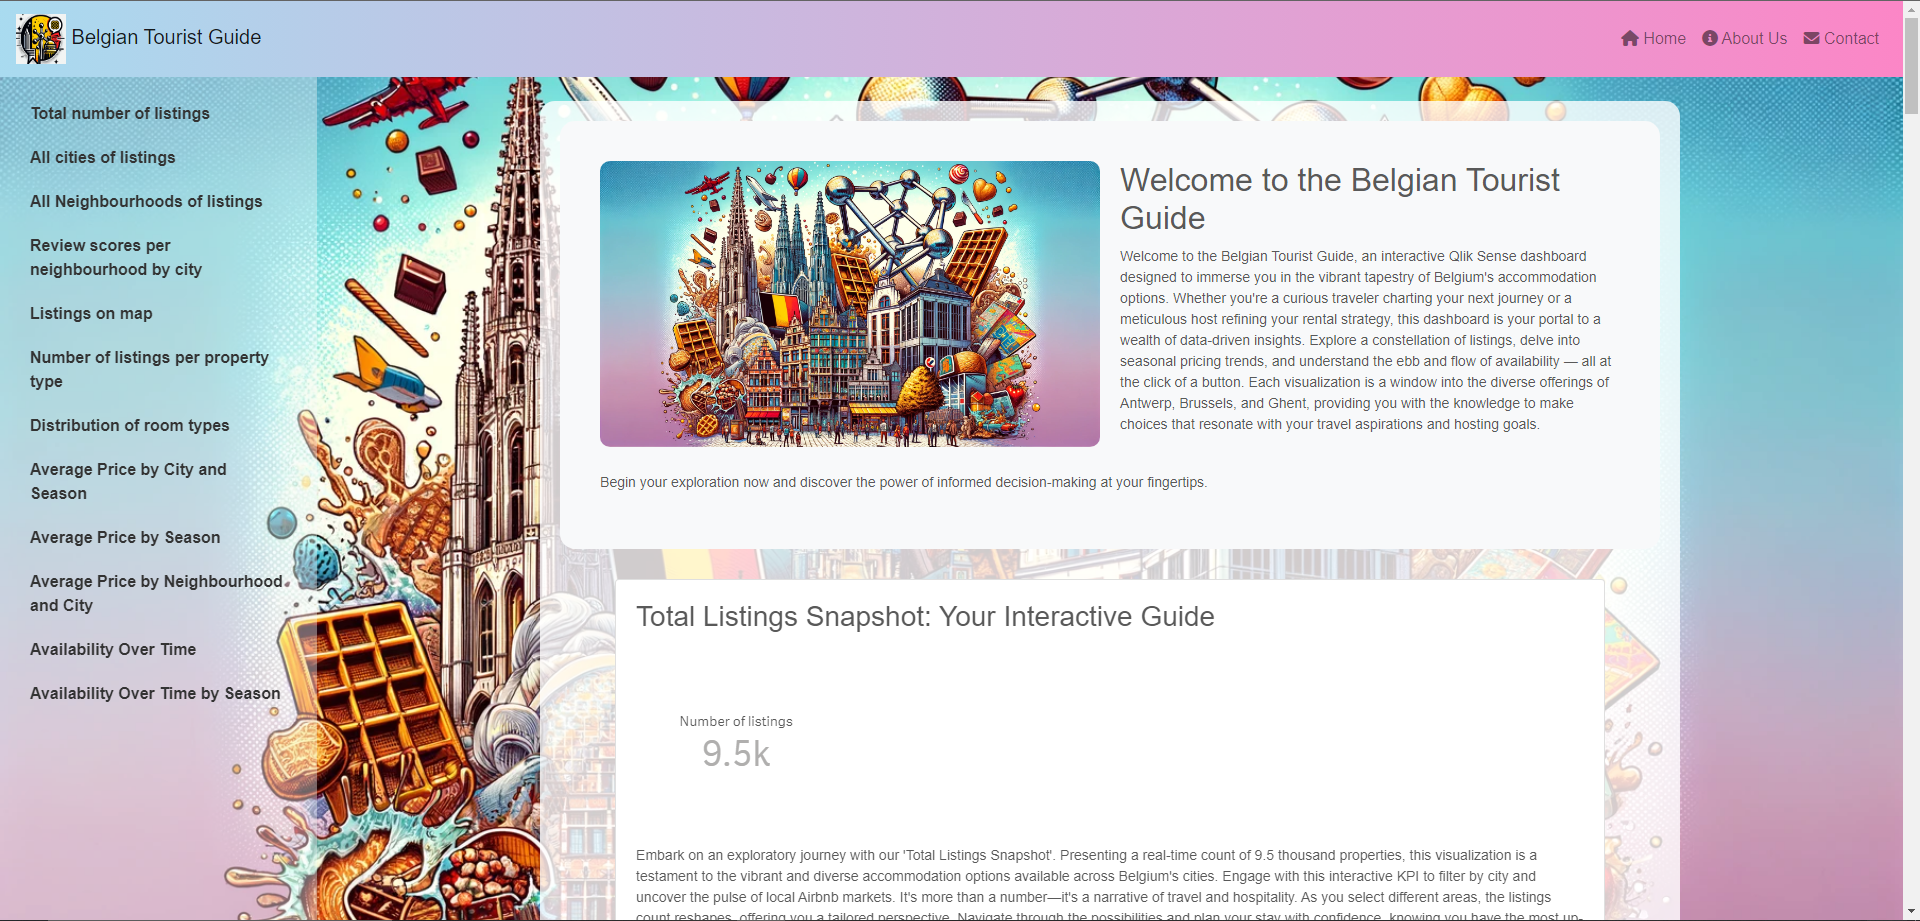 Belgian Tourist Guide
Home
About Us
Contact
Total number of listings
All cities of listings
All Neighbourhoods of listings
Review scores per
neighbourhood by city
Listings on map
Number of listings per property
type
Distribution of room types
Average Price by City and
Season
Average Price by Season
Average Price by Neighbourhood
and City
Availability Over Time
Availability Over Time by Season
Welcome to the Belgian Tourist
Guide
Welcome to the Belgian Tourist Guide, an interactive Qlik Sense dashboard
designed to immerse you in the vibrant tapestry of Belgium's accommodation
options. Whether you're a curious traveler charting your next journey or a
meticulous host refining your rental strategy, this dashboard is your portal to a
wealth of data-driven insights. Explore a constellation of listings, delve into
seasonal pricing trends, and understand the ebb and flow of availability — all at
the click of a button. Each visualization is a window into the diverse offerings of
Antwerp, Brussels, and Ghent, providing you with the knowledge to make
choices that resonate with your travel aspirations and hosting goals.
Begin your exploration now and discover the power of informed decision-making at your fingertips.
Total Listings Snapshot: Your Interactive Guide
Number of listings
9.5k
Embark on an exploratory journey with our 'Total Listings Snapshot'. Presenting a real-time count of 9.5 thousand properties, this visualization is a
testament to the vibrant and diverse accommodation options available across Belgium's cities. Engage with this interactive KPI to filter by city and
uncover the pulse of local Airbnb markets. It's more than a number—it's a narrative of travel and hospitality. As you select different areas, the listings
count reshapes, offering you a tailored perspective. Navigate through the possibilities and plan your stay with confidence, knowing you have the most up-